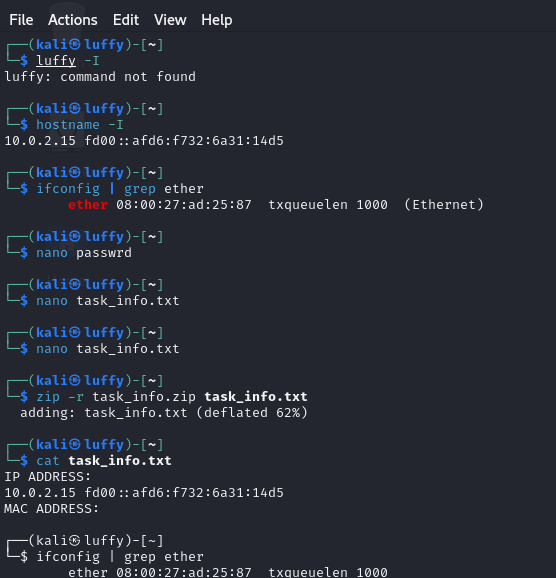 File Actions Edit View Help
┌──(kali㉿luffy)-[~]
└─$ luffy -I
luffy: command not found
┌──(kali㉿luffy)-[~]
└─$ hostname -I
10.0.2.15 fd00::afd6:f732:6a31:14d5
┌──(kali㉿luffy)-[~]
└─$ ifconfig | grep ether
ether 08:00:27:ad:25:87 txqueuelen 1000 (Ethernet)
┌──(kali㉿luffy)-[~]
└─$ nano passwrd
┌──(kali㉿luffy)-[~]
└─$ nano task_info.txt
┌──(kali㉿luffy)-[~]
└─$ nano task_info.txt
┌──(kali㉿luffy)-[~]
└─$ zip -r task_info.zip task_info.txt
adding: task_info.txt (deflated 62%)
┌──(kali㉿luffy)-[~]
└─$ cat task_info.txt
IP ADDRESS:
10.0.2.15 fd00::afd6:f732:6a31:14d5
MAC ADDRESS:
┌──(kali㉿luffy)-[~]
└─$ ifconfig | grep ether
ether 08:00:27:ad:25:87 txqueuelen 1000